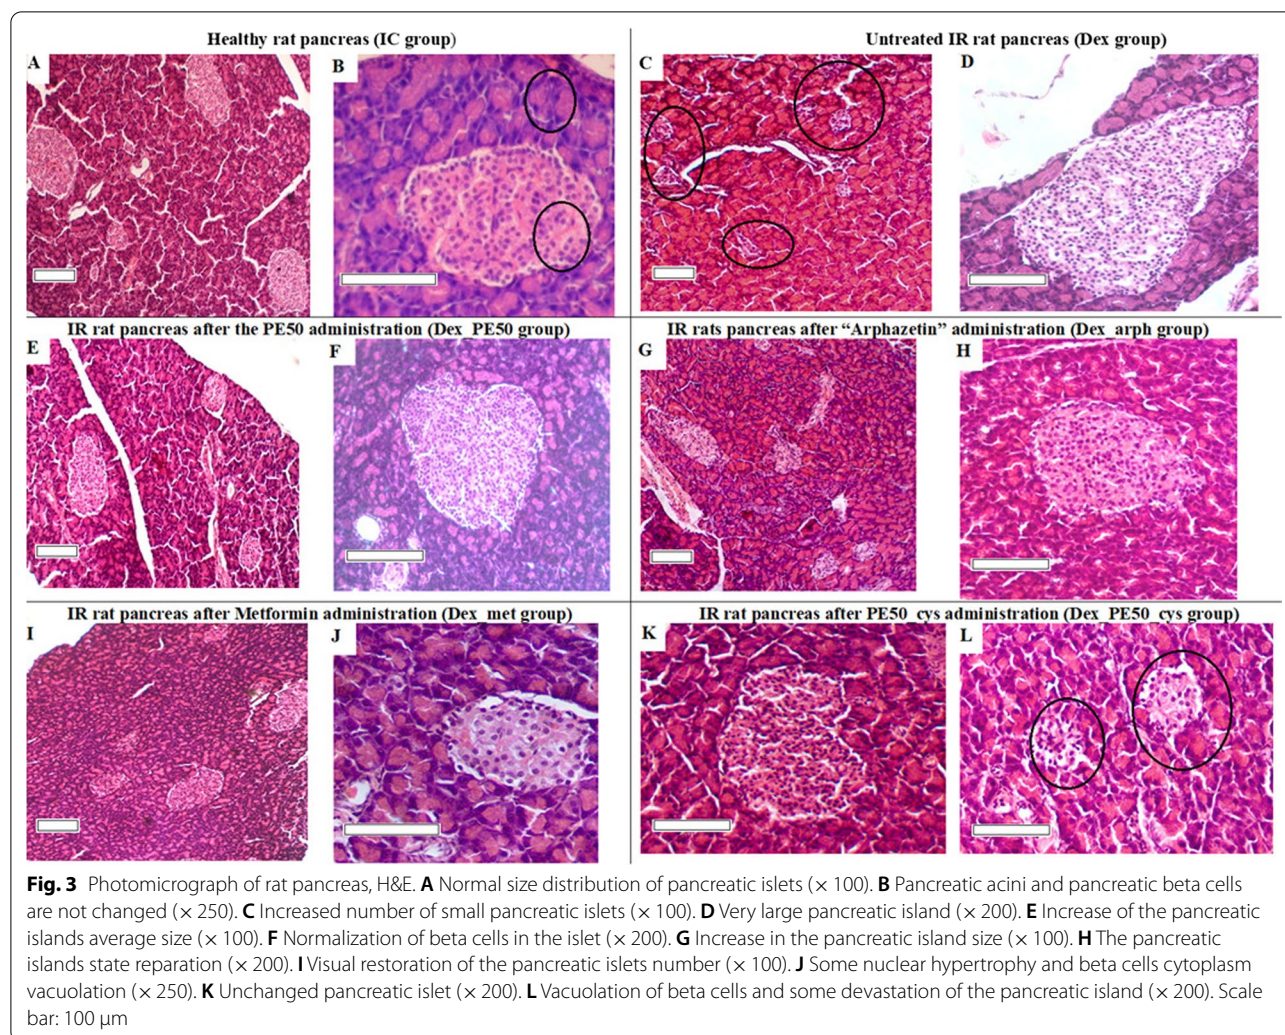 Healthy rat pancreas (IC group)
Untreated IR rat pancreas (Dex group)
A
B
C
D
IR rat pancreas after the PE50 administration (Dex_PE50 group)
IR rats pancreas after “Arphazetin” administration (Dex_arph group)
E
F
G
H
IR rat pancreas after Metformin administration (Dex_met group)
IR rat pancreas after PE50_cys administration (Dex_PE50_cys group)
I
J
K
L
Fig. 3 Photomicrograph of rat pancreas, H&E. A Normal size distribution of pancreatic islets (× 100). B Pancreatic acini and pancreatic beta cells
are not changed (× 250). C Increased number of small pancreatic islets (× 100). D Very large pancreatic island (× 200). E Increase of the pancreatic
islands average size (× 100). F Normalization of beta cells in the islet (× 200). G Increase in the pancreatic island size (× 100). H The pancreatic
islands state reparation (× 200). I Visual restoration of the pancreatic islets number (× 100). J Some nuclear hypertrophy and beta cells cytoplasm
vacuolation (× 250). K Unchanged pancreatic islet (× 200). L Vacuolation of beta cells and some devastation of the pancreatic island (× 200). Scale
bar: 100 μm